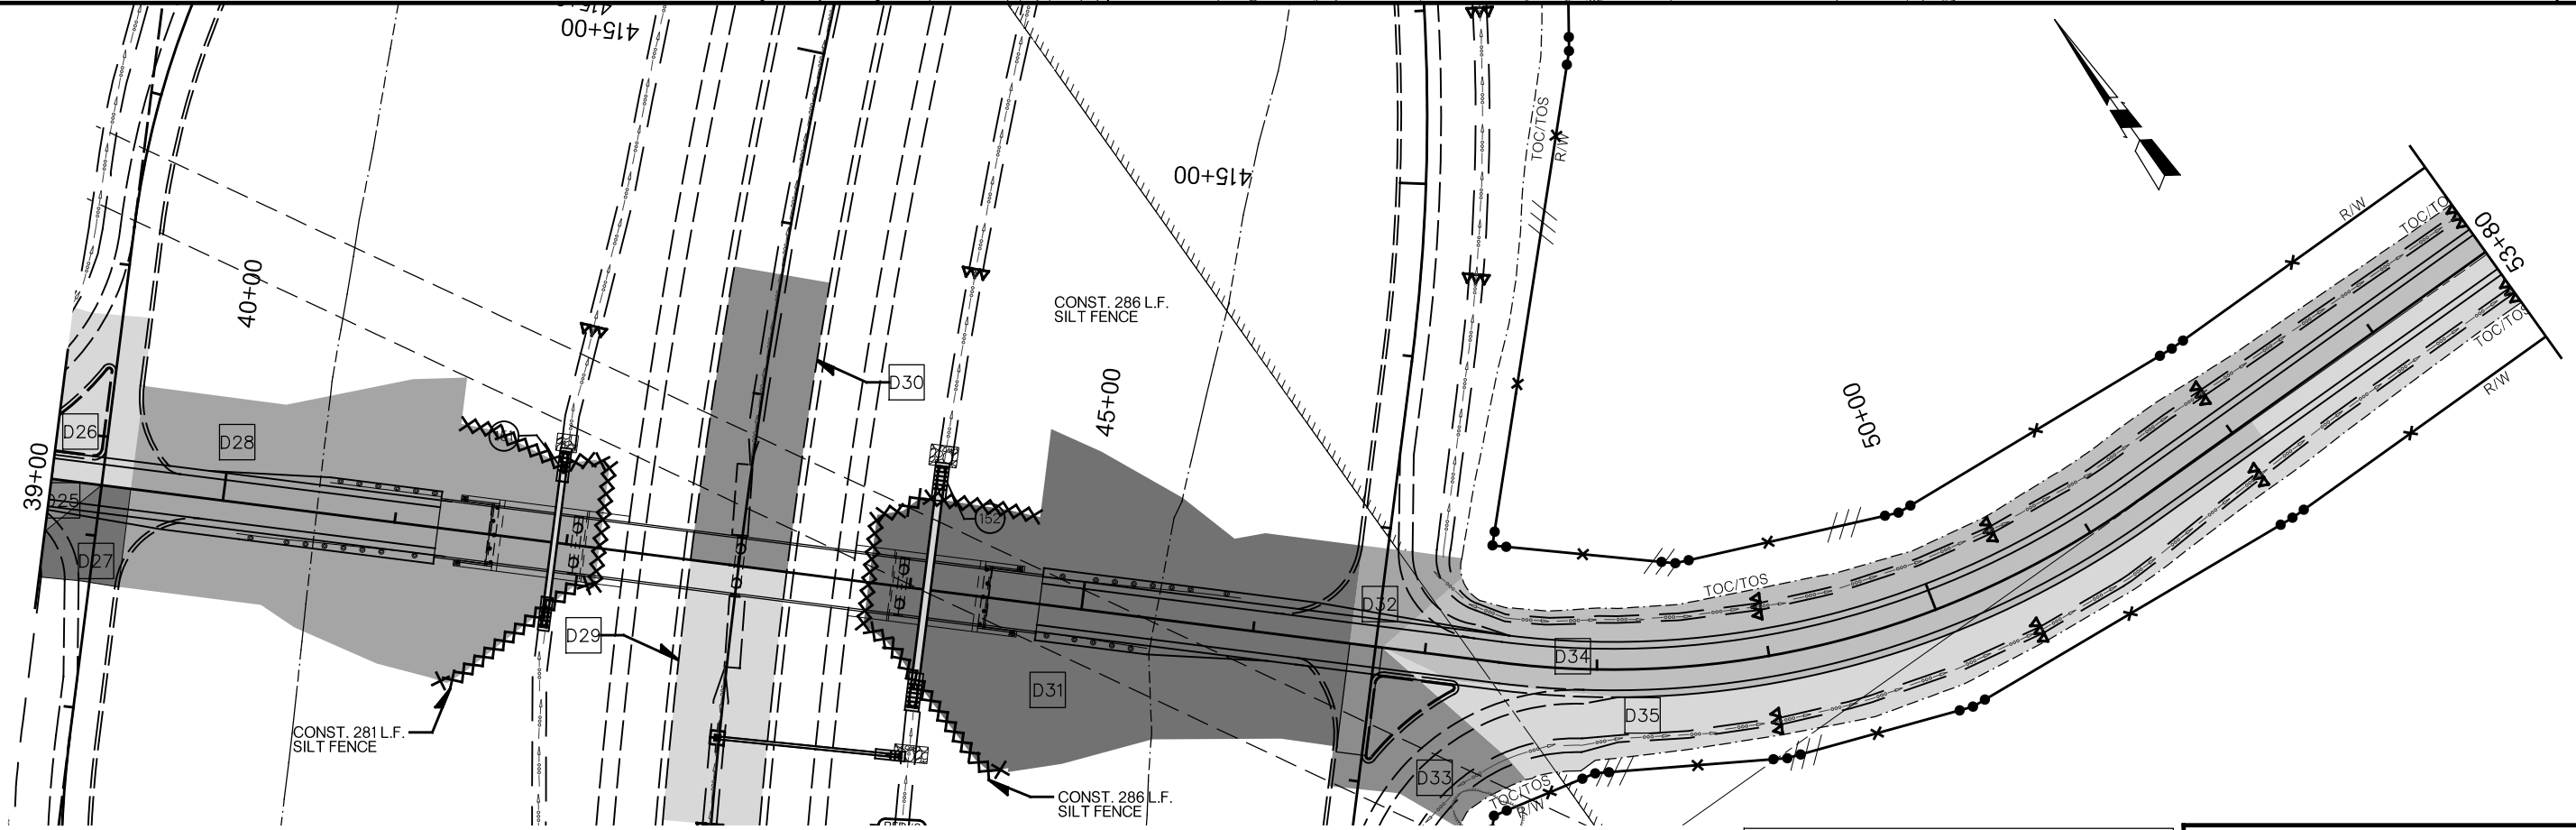 415+00
415+00
TOC/TOS
R/W
415+00
R/W
TOC/TOS
53+80
TOC/TOS
R/W
40+00
CONST. 286 L.F.
SILT FENCE
D30
45+00
50+00
D26
D28
39+00
D25
152
D27
TOC/TOS
D32
D29
D34
D31
D35
CONST. 281 L.F.
SILT FENCE
D33
CONST. 286 L.F.
SILT FENCE
TOC/TOS
R/W